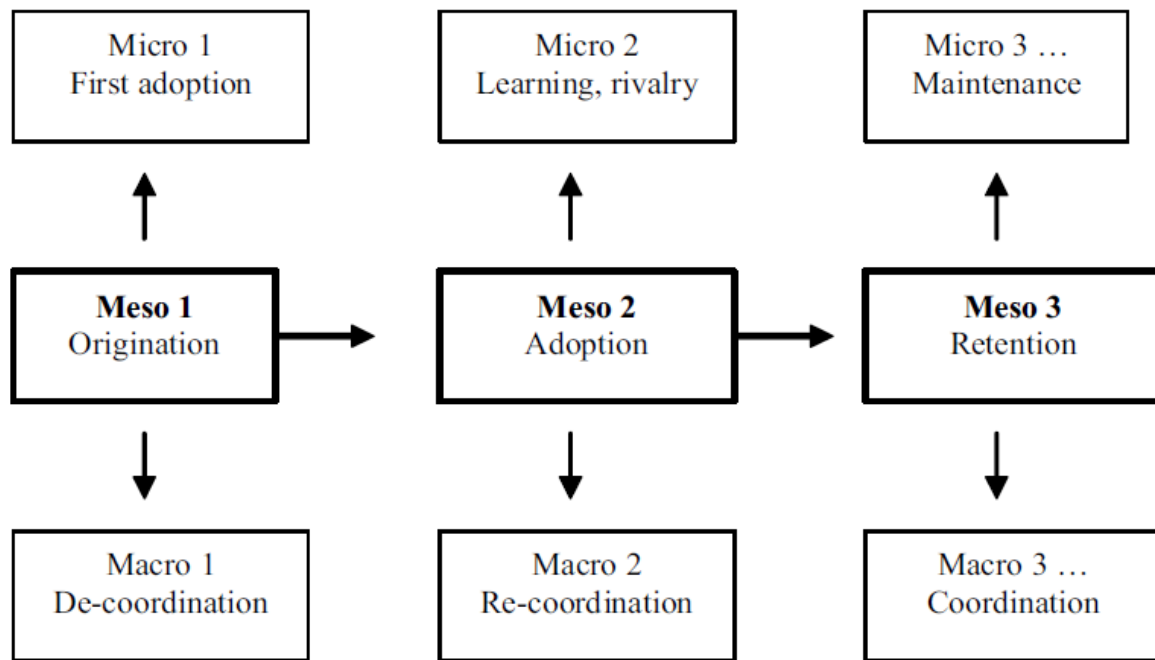 Micro 1
First adoption
Micro 2
Learning, rivalry
Micro 3 …
Maintenance
Meso 1
Origination
Meso 2
Adoption
Meso 3
Retention
Macro 1
De-coordination
Macro 2
Re-coordination
Macro 3 …
Coordination